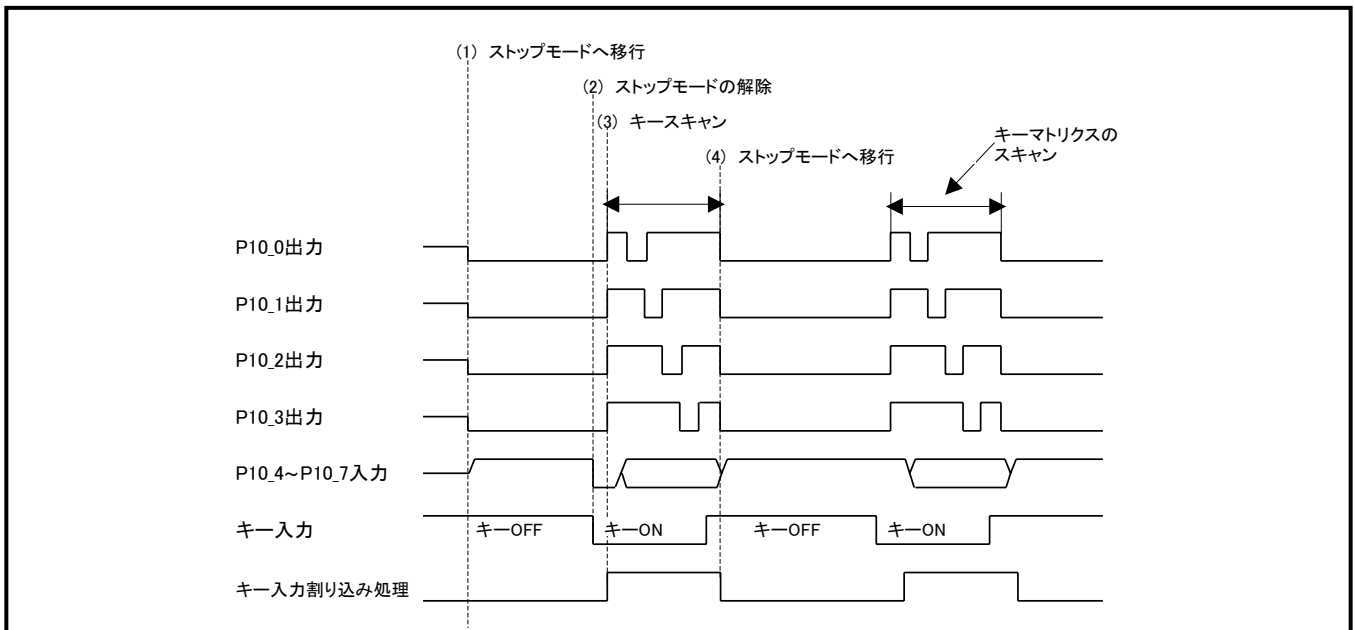 (1) ストップモードへ移行
(2) ストップモードの解除
(3) キースキャン
(4) ストップモードへ移行
キーマトリクスの
スキャン
P10_0出力
P10_1出力
P10_2出力
P10_3出力
P10_4~P10_7入力
キー入力
キーOFF
キーON
キーOFF
キーON
キー入力割り込み処理